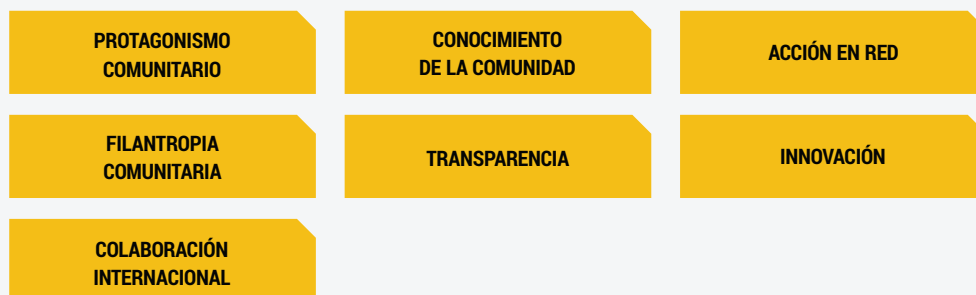 PROTAGONISMO
COMUNITARIO
CONOCIMIENTO
DE LA COMUNIDAD
ACCIÓN EN RED
FILANTROPIA
COMUNITARIA
TRANSPARENCIA
INNOVACIÓN
COLABORACIÓN
INTERNACIONAL